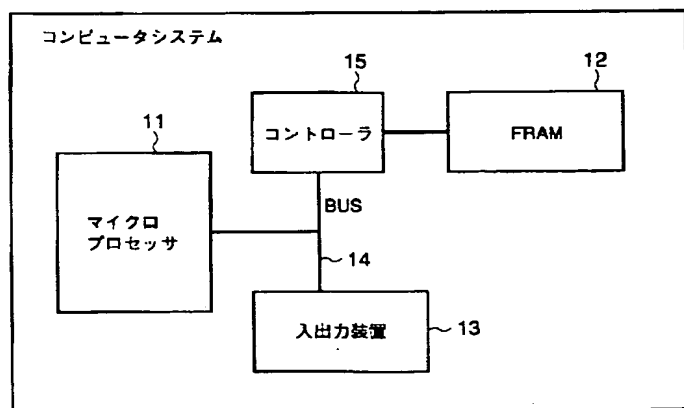 コンピュータシステム
15
12
コントローラ
FRAM
11
マイクロ
プロセッサ
BUS
14
入出力装置
13